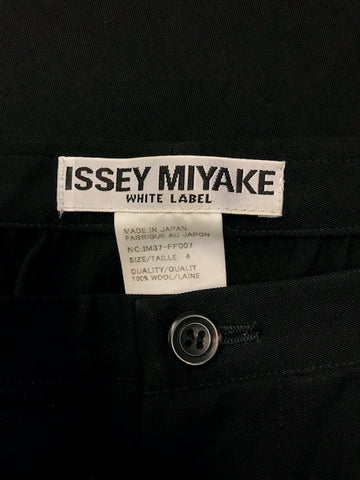 ISSEY MIYAKE
WHITE LABEL
MADE IN JAPAN
FABRIQUE AU JAPON
N.C.IM37-FF007
SIZE/TAILLE 4
QUALITY/QUALIT
100% WOOL/LAINE